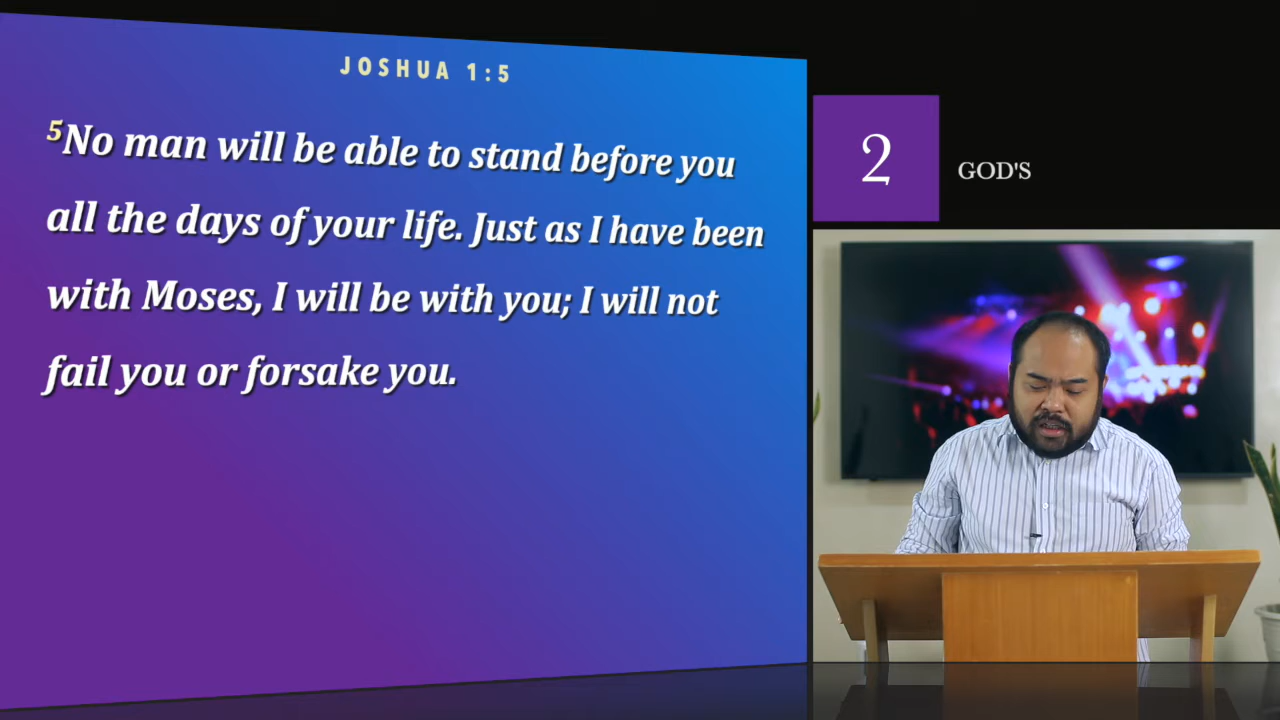 JOSHUA 1:5
5No man will be able to stand before you
all the days of your life. Just as I have been
with Moses, I will be with you; I will not
fail you or forsake you.
2
GOD'S